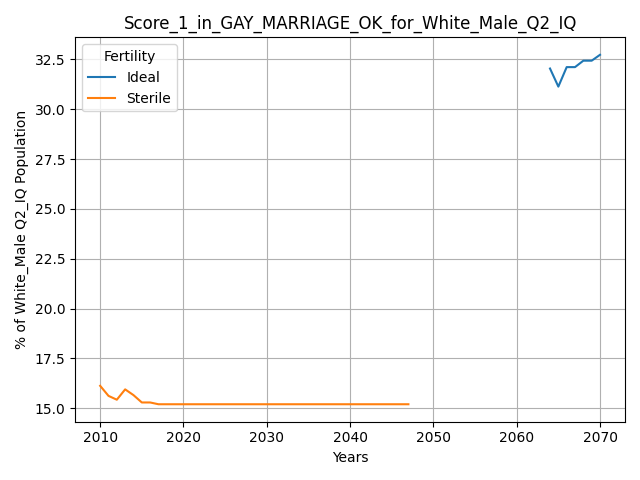 Score_1_in_GAY_MARRIAGE_OK_for_White_Male_Q2_IQ
Fertility
Ideal
Sterile
% of White_Male Q2_IQ Population
32.5
30.0
27.5
25.0
22.5
20.0
17.5
15.0
2010 2020 2030 2040 2050 2060 2070
Years